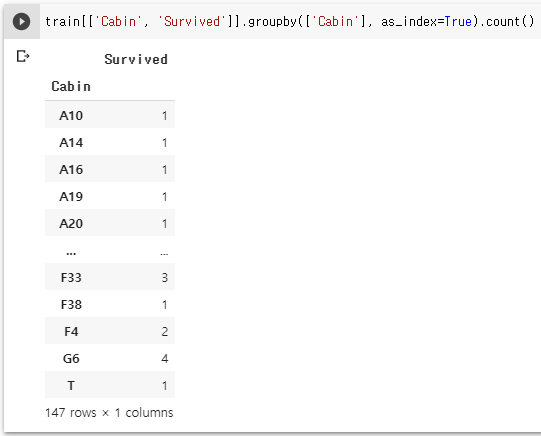 train[['Cabin', 'Survived']].groupby(['Cabin'], as_index=True).count()
Survived
Cabin
A10 1
A14 1
A16 1
A19 1
A20 1
... ...
F33 3
F38 1
F4 2
G6 4
T 1
147 rows × 1 columns